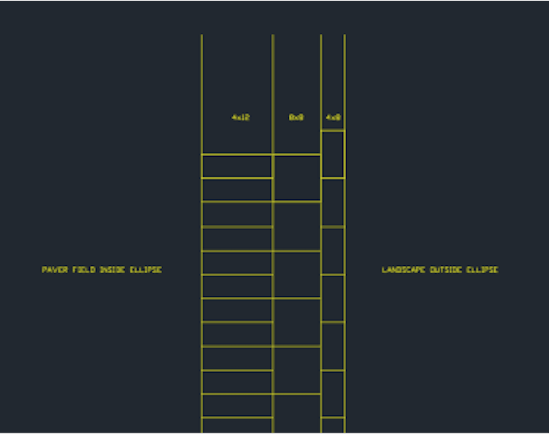 4x12 8x8 4x8
PAVER FIELD INSIDE ELLIPSE
LANDSCAPE OUTSIDE ELLIPSE